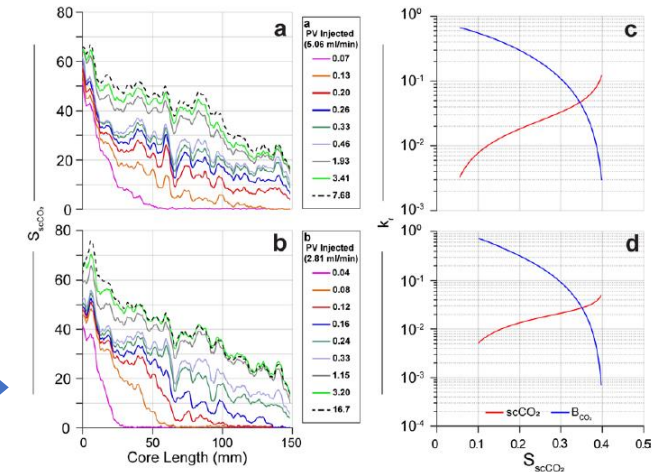 80
60
40
20
0
a
a
PV Injected
(5.06 ml/min)
0.07
0.13
0.20
0.26
0.33
0.46
1.93
3.41
7.68
S_scCO₂
80
60
40
20
0
b
b
PV Injected
(2.81 ml/min)
0.04
0.08
0.12
0.16
0.24
0.33
1.15
3.20
16.7
0 50 100 150
Core Length (mm)
c
10⁰
10⁻¹
10⁻²
10⁻³
k_r
d
10⁰
10⁻¹
10⁻²
10⁻³
10⁻⁴
scCO₂ B_CO₂
0 0.1 0.2 0.3 0.4 0.5
S_scCO₂